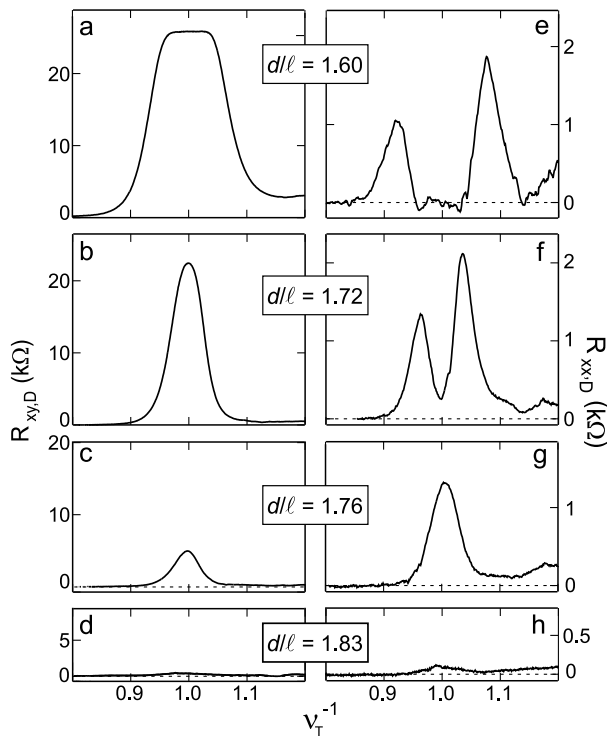 a
e
d/ℓ = 1.60
20
10
0
2
1
0
b
f
d/ℓ = 1.72
20
10
0
2
1
0
R_xy,D (kΩ)
R_xx,D (kΩ)
c
g
d/ℓ = 1.76
20
10
0
1
0
d
h
d/ℓ = 1.83
5
0
0.5
0
0.9 1.0 1.1 0.9 1.0 1.1
ν_T^-1